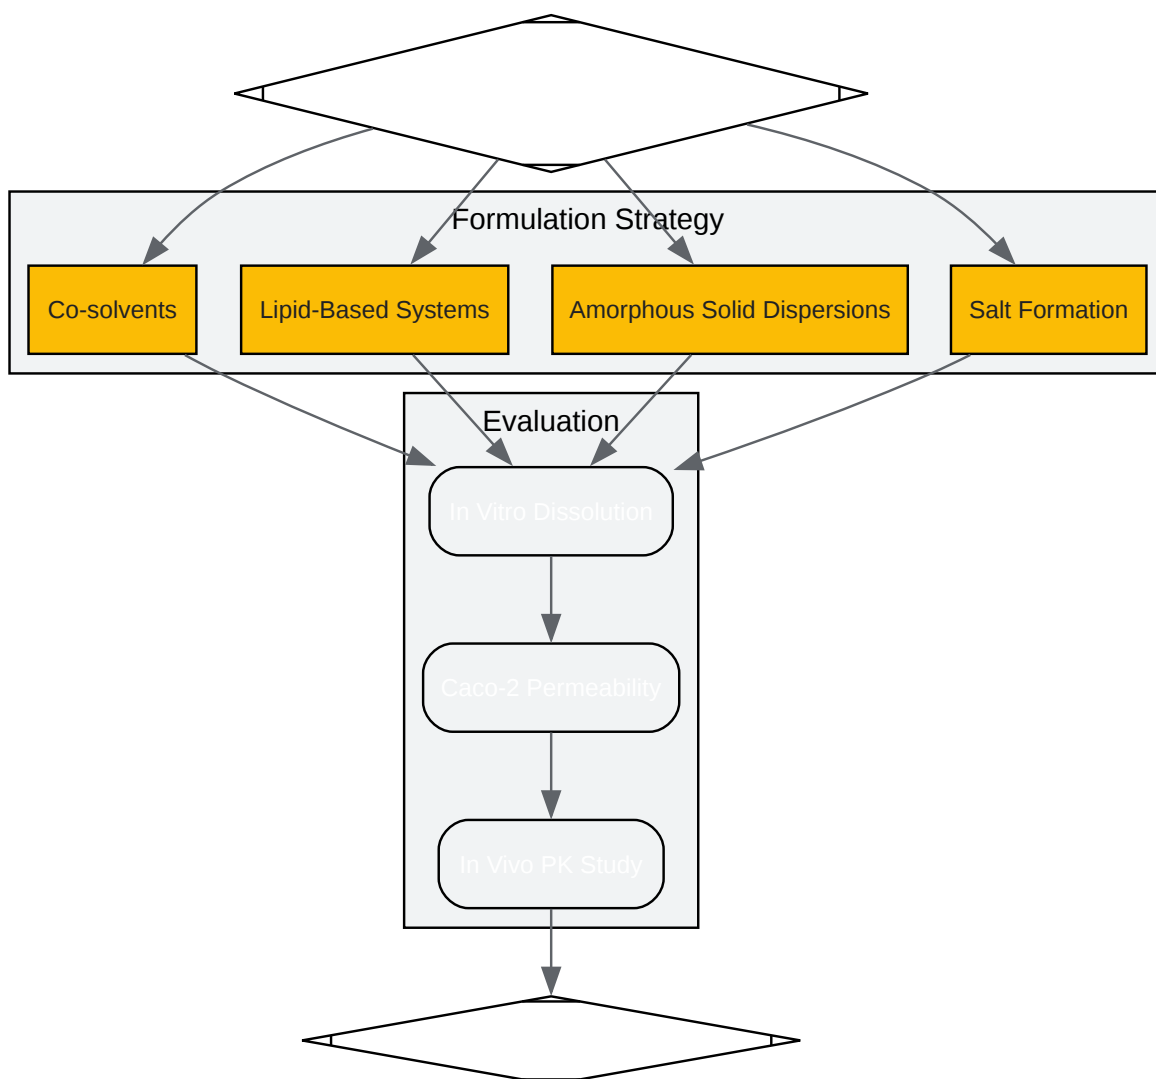 Formulation Strategy
Co-solvents
Lipid-Based Systems
Amorphous Solid Dispersions
Salt Formation
Evaluation
In Vitro Dissolution
Caco-2 Permeability
In Vivo PK Study